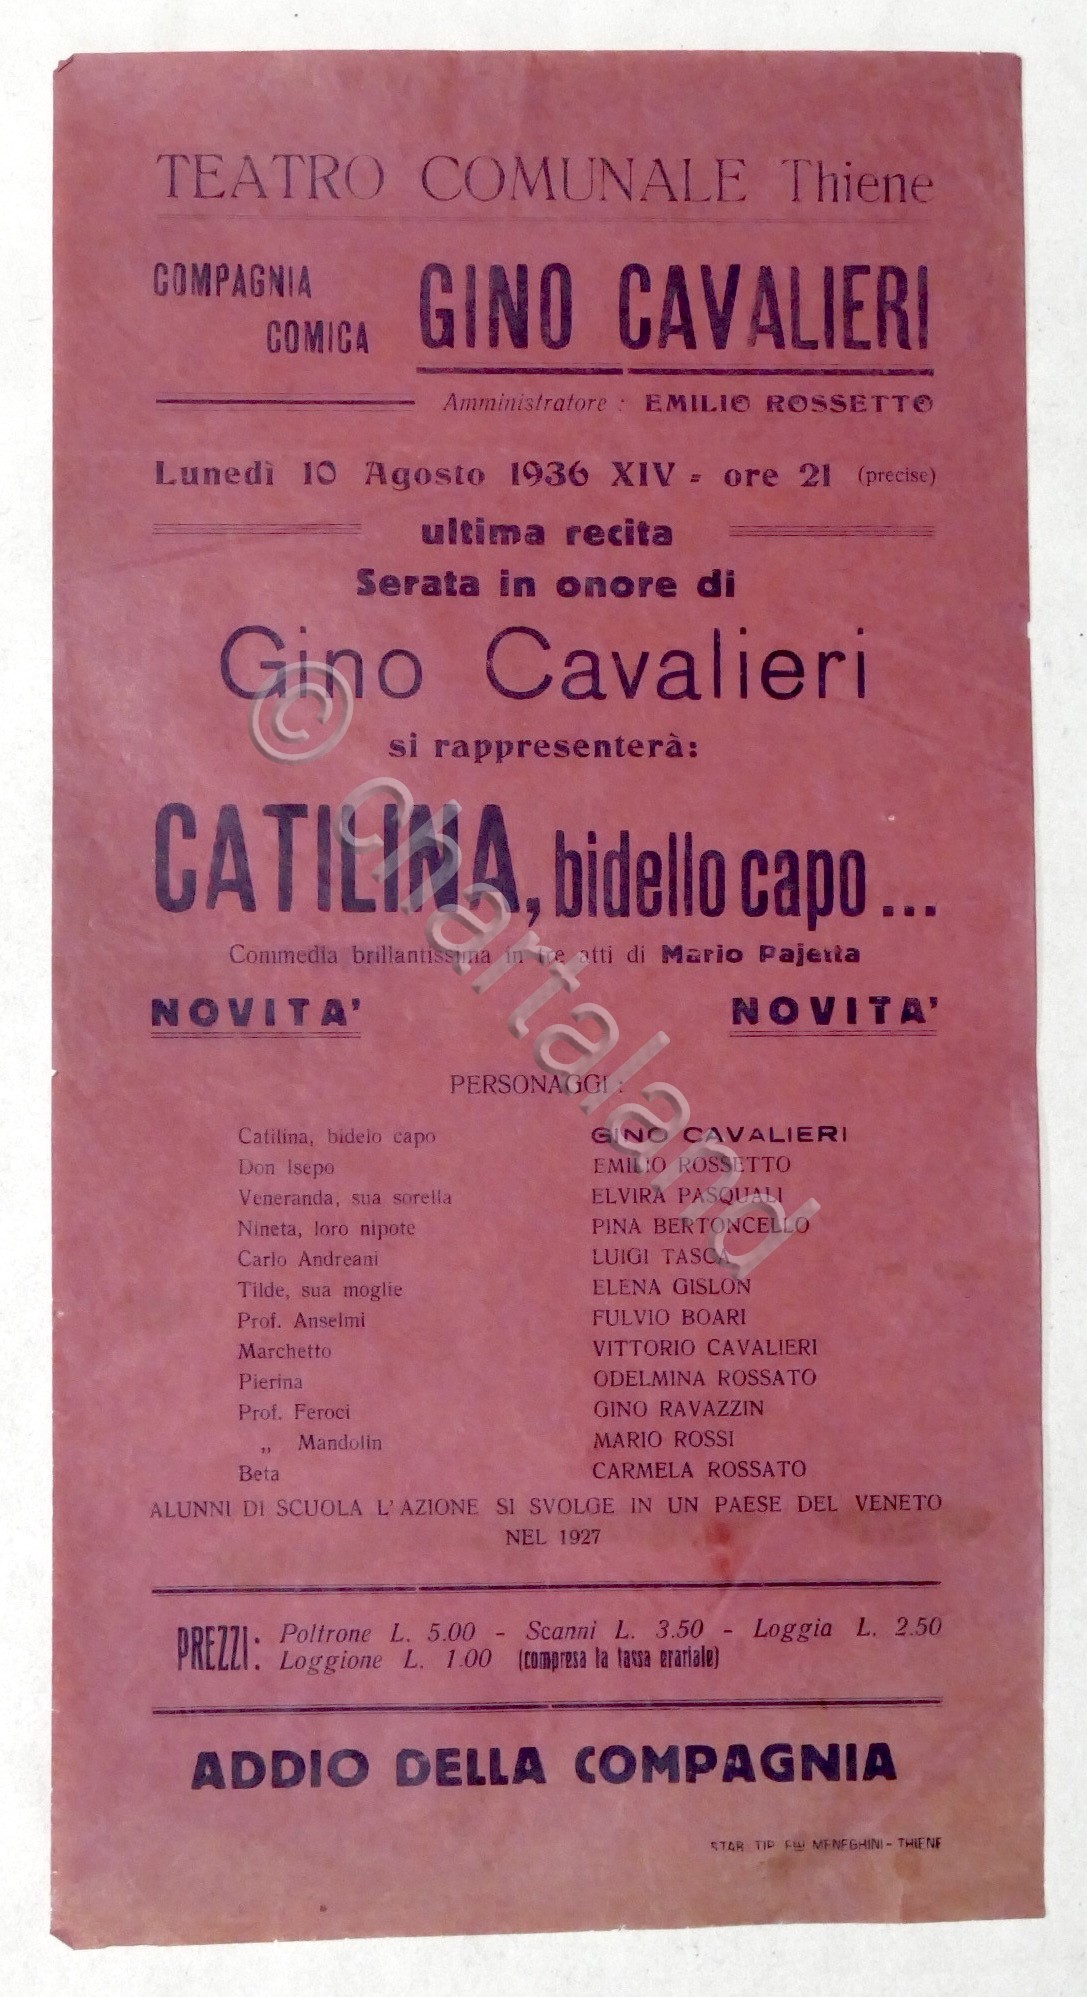 TEATRO COMUNALE Thiene
COMPAGNIA
COMICA
GINO CAVALIERI
Amministratore : EMILIO ROSSETTO
Lunedì 10 Agosto 1936 XIV - ore 21 (precise)
ultima recita
Serata in onore di
Gino Cavalieri
si rappresenterà:
CATILINA, bidello capo ...
Commedia brillantissima in tre atti di Mario Pajetta
NOVITA' NOVITA'
PERSONAGGI :
Catilina, bidelo capo GINO CAVALIERI
Don Isepo EMILIO ROSSETTO
Veneranda, sua sorella ELVIRA PASQUALI
Nineta, loro nipote PINA BERTONCELLO
Carlo Andreani LUIGI TASCA
Tilde, sua moglie ELENA GISLON
Prof. Anselmi FULVIO BOARI
Marchetto VITTORIO CAVALIERI
Pierina ODELMINA ROSSATO
Prof. Feroci GINO RAVAZZIN
„ Mandolin MARIO ROSSI
Beta CARMELA ROSSATO
ALUNNI DI SCUOLA L'AZIONE SI SVOLGE IN UN PAESE DEL VENETO
NEL 1927
PREZZI: Poltrone L. 5.00 - Scanni L. 3.50 - Loggia L. 2.50
Loggione L. 1.00 (compresa la tassa erariale)
ADDIO DELLA COMPAGNIA
STAB. TIP. F.lli MENEGHINI - THIENE
© chartaland